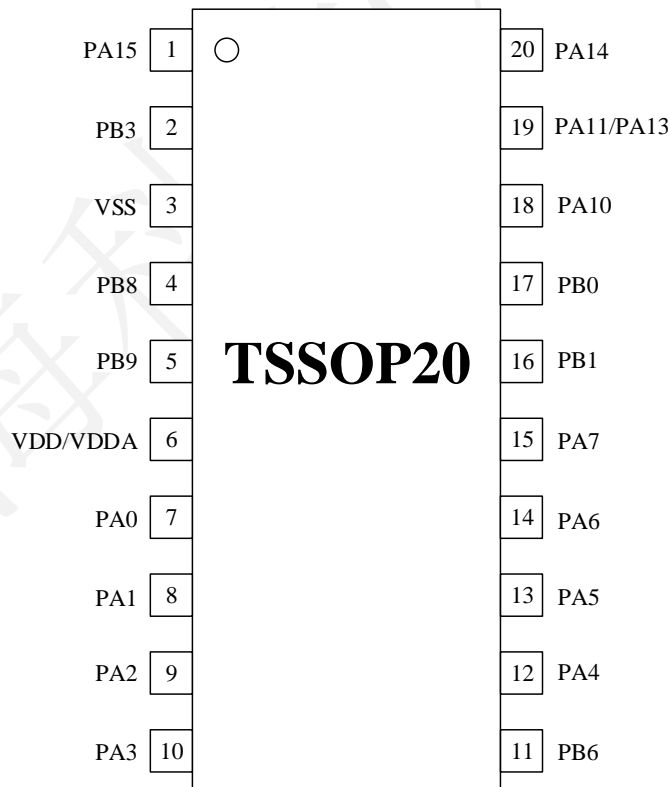 PA15 1 20 PA14
PB3 2 19 PA11/PA13
VSS 3 18 PA10
PB8 4 17 PB0
PB9 5 TSSOP20 16 PB1
VDD/VDDA 6 15 PA7
PA0 7 14 PA6
PA1 8 13 PA5
PA2 9 12 PA4
PA3 10 11 PB6